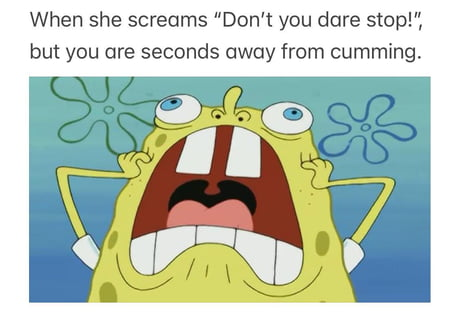 When she screams “Don’t you dare stop!”,
but you are seconds away from cumming.